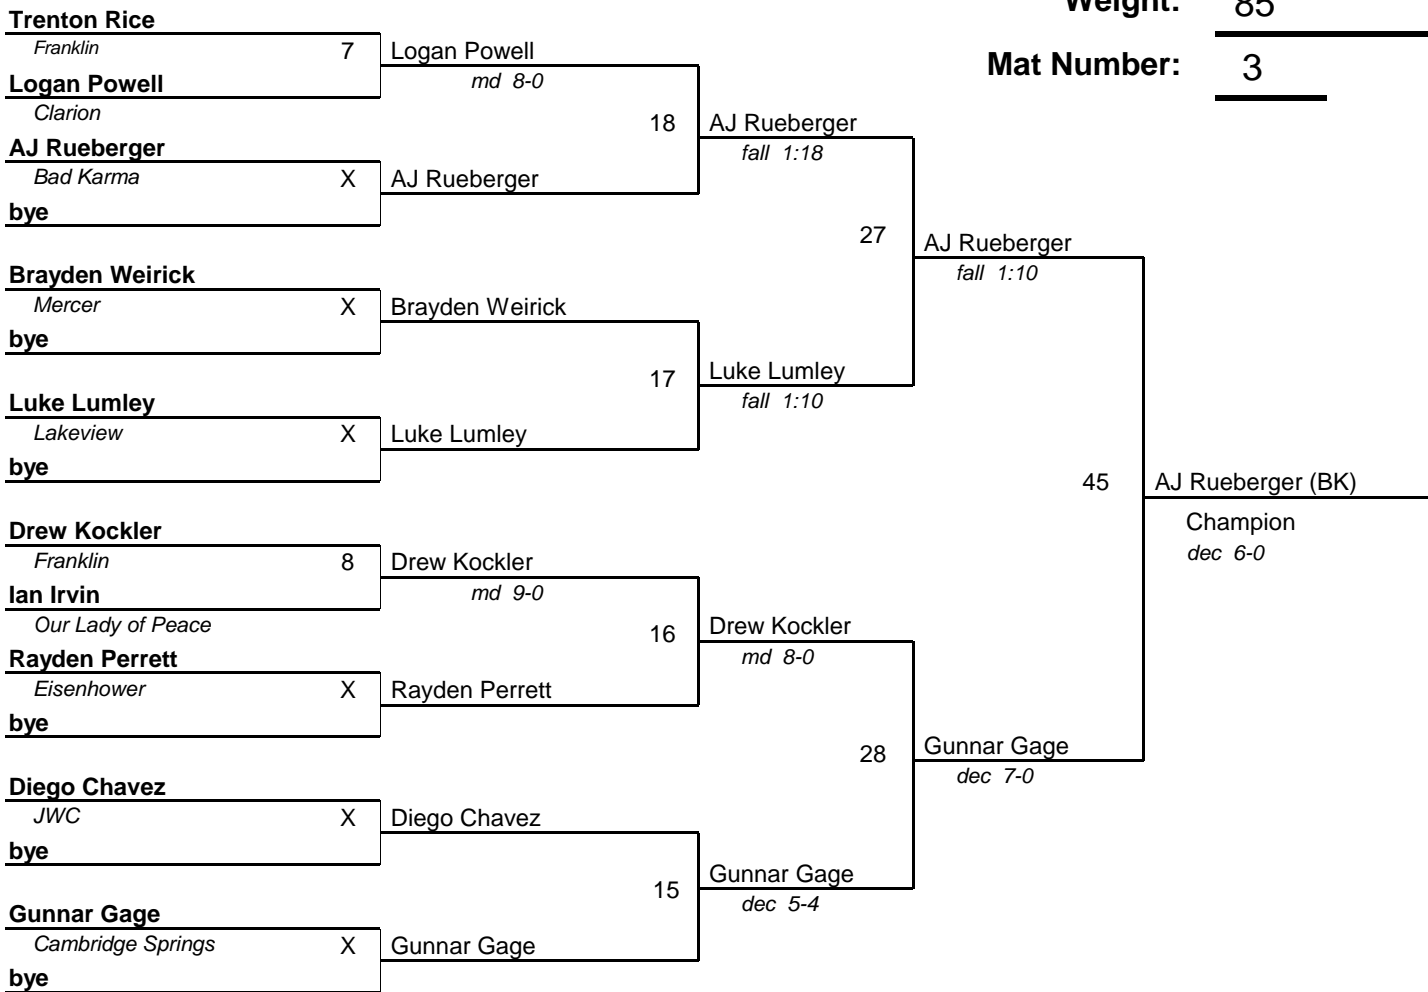 Weight: 85
Mat Number: 3
Trenton Rice
Franklin
7
Logan Powell
Clarion
AJ Rueberger
Bad Karma
X
bye
Brayden Weirick
Mercer
X
bye
Luke Lumley
Lakeview
X
bye
Drew Kockler
Franklin
8
Ian Irvin
Our Lady of Peace
Rayden Perrett
Eisenhower
X
bye
Diego Chavez
JWC
X
bye
Gunnar Gage
Cambridge Springs
X
bye
Logan Powell
md 8-0
18
AJ Rueberger
Brayden Weirick
17
Luke Lumley
Drew Kockler
md 9-0
16
Rayden Perrett
Diego Chavez
15
Gunnar Gage
AJ Rueberger
fall 1:18
27
Luke Lumley
fall 1:10
Drew Kockler
md 8-0
28
Gunnar Gage
dec 5-4
AJ Rueberger
fall 1:10
45
Gunnar Gage
dec 7-0
AJ Rueberger (BK)
Champion
dec 6-0